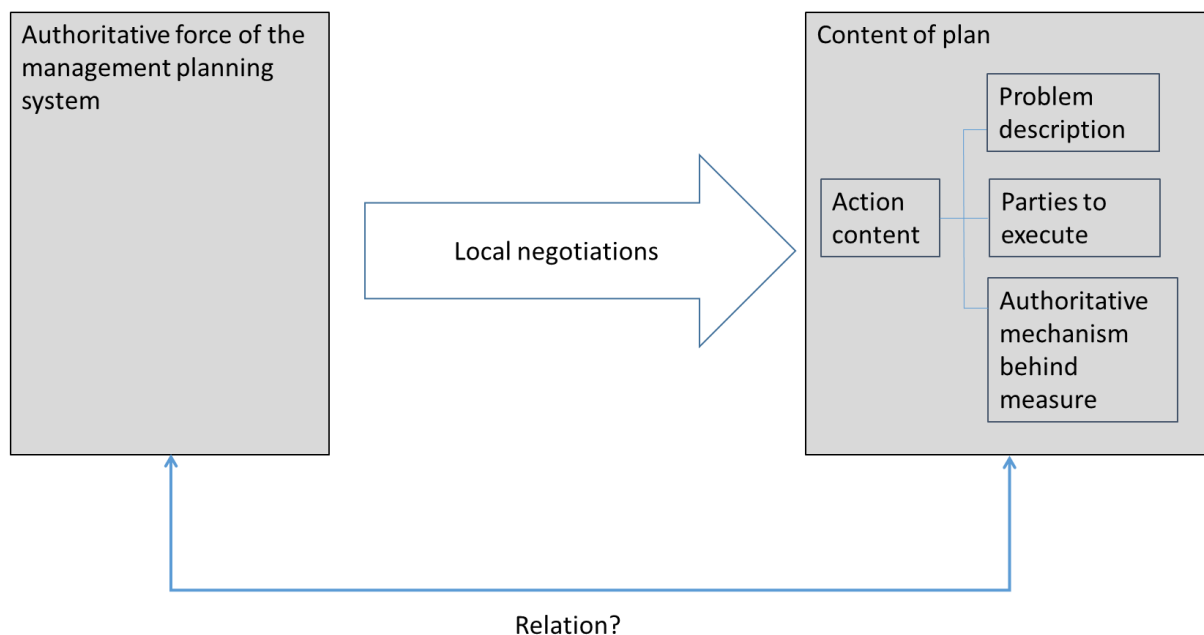 Authoritative force of the
management planning
system
Local negotiations
Content of plan
Problem
description
Action
content
Parties to
execute
Authoritative
mechanism
behind
measure
Relation?